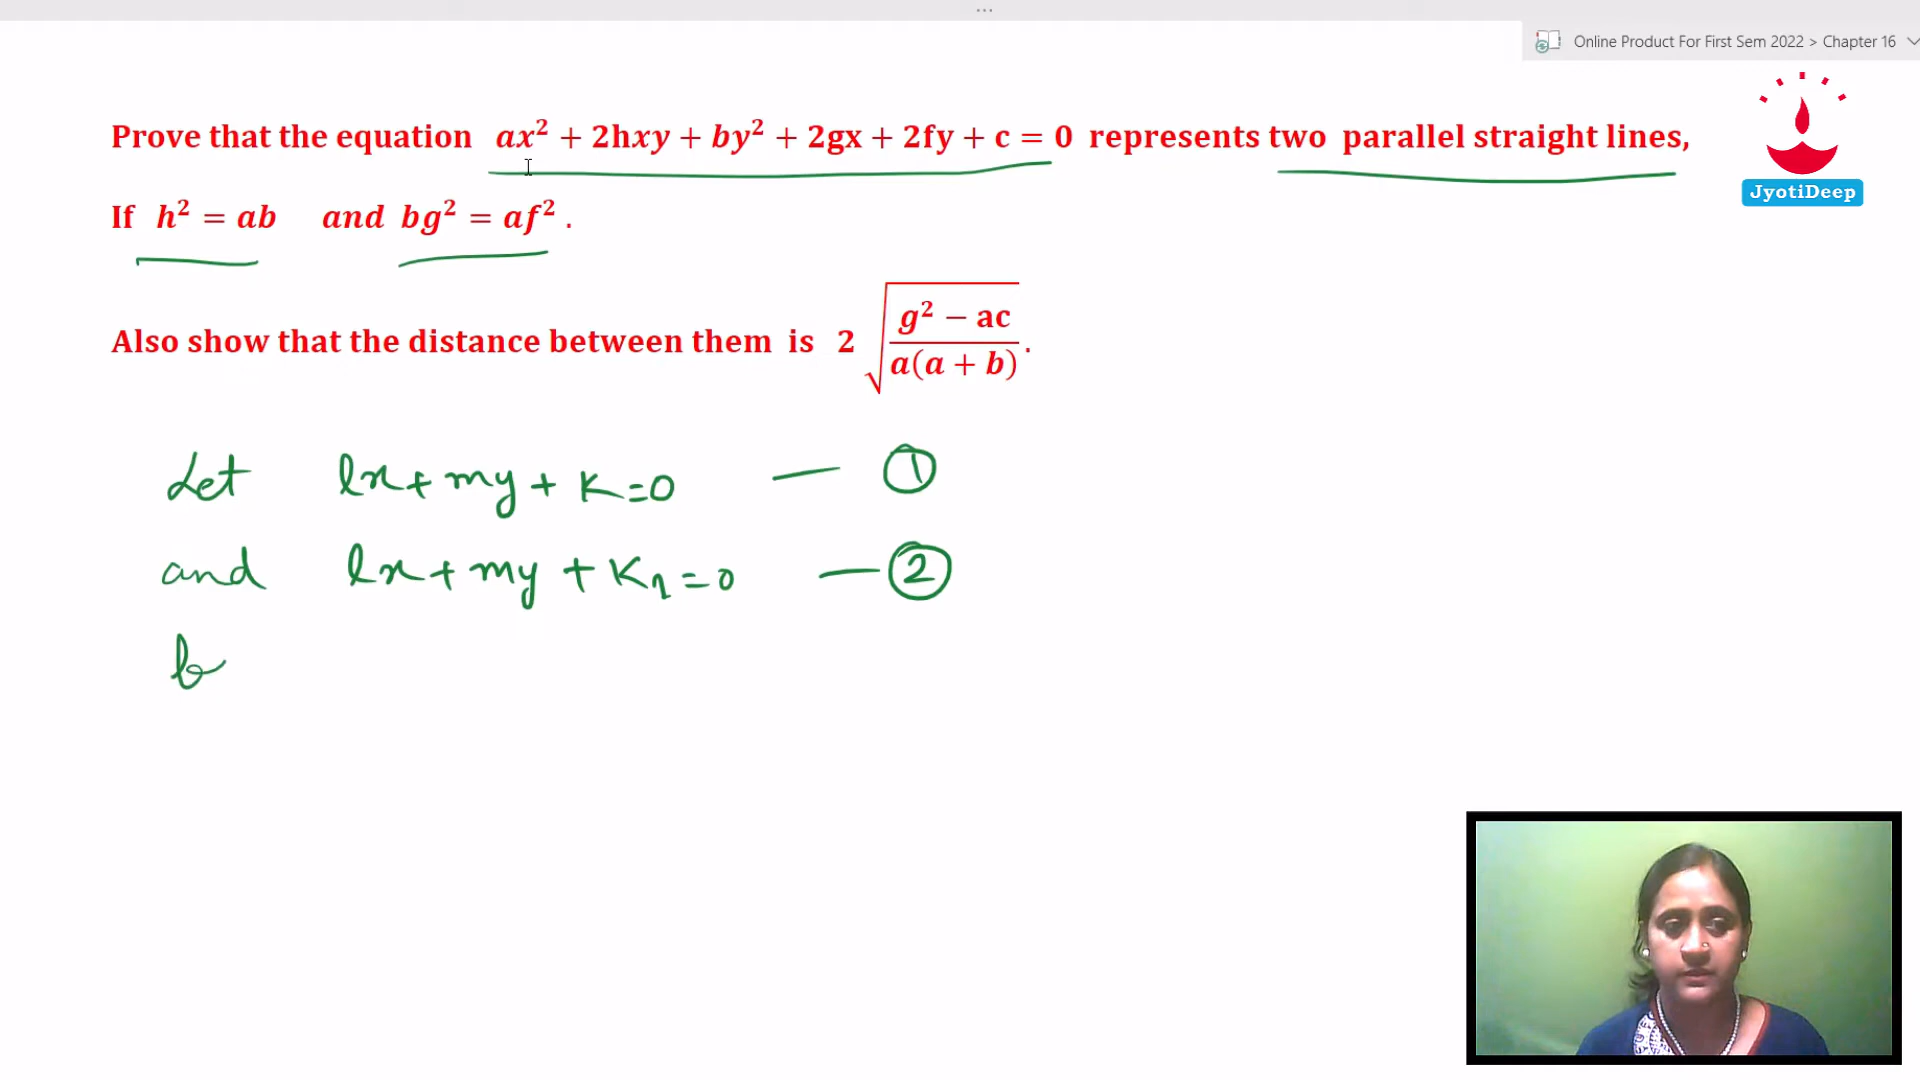 ...
Online Product For First Sem 2022 > Chapter 16
Prove that the equation ax² + 2hxy + by² + 2gx + 2fy + c = 0 represents two parallel straight lines,
JyotiDeep
If h² = ab and bg² = af² .
Also show that the distance between them is 2 √((g² − ac)/(a(a + b))) .
Let lx + my + K = 0 — ①
and lx + my + K₁ = 0 — ②